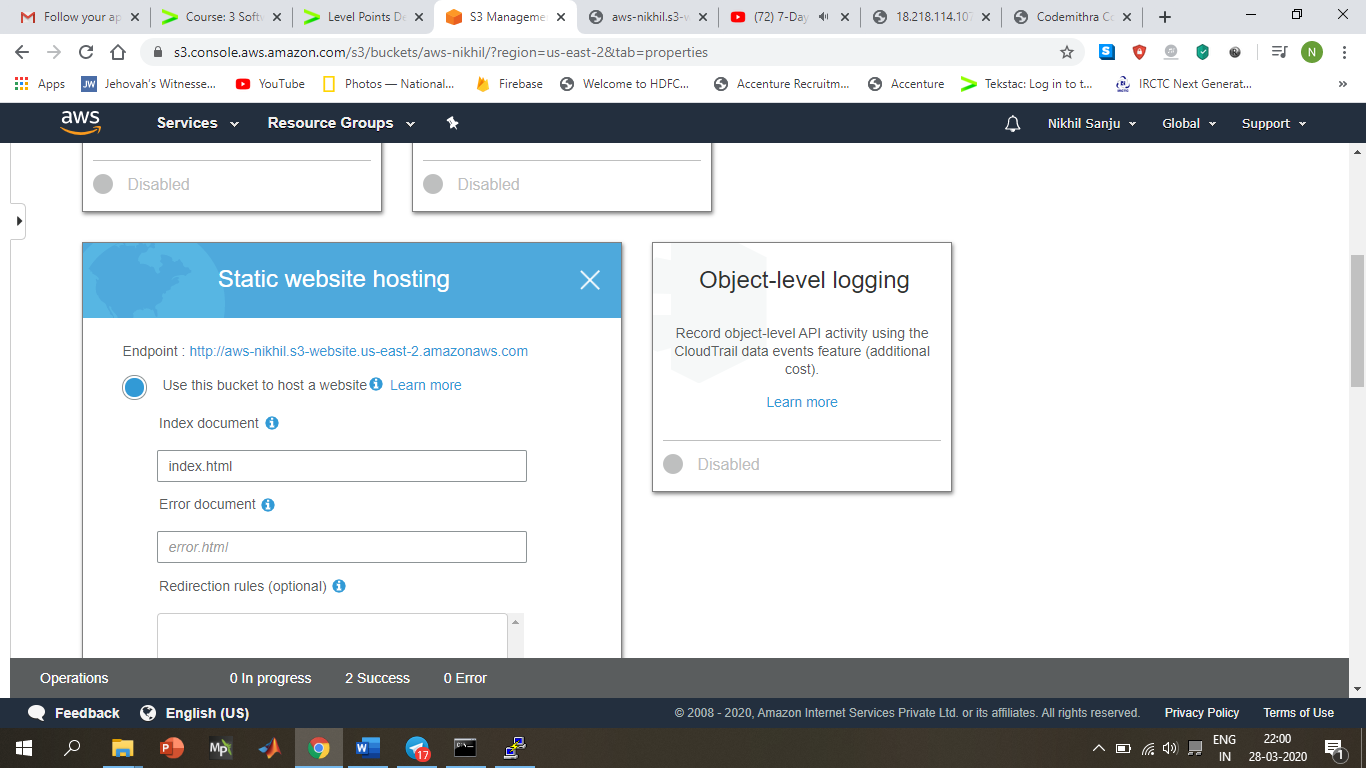 Follow your ap
Course: 3 Soft
Level Points De
S3 Manageme
aws-nikhil.s3-w
(72) 7-Day
18.218.114.107
Codemithra Co
s3.console.aws.amazon.com/s3/buckets/aws-nikhil/?region=us-east-2&tab=properties
N
Apps
JW
Jehovah's Witnesse...
YouTube
Photos — National...
Firebase
Welcome to HDFC...
Accenture Recruitm...
Accenture
Tekstac: Log in to t...
IRCTC Next Generat...
»
aws
Services
Resource Groups
Nikhil Sanju
Global
Support
Disabled
Disabled
Static website hosting
Endpoint : http://aws-nikhil.s3-website.us-east-2.amazonaws.com
Use this bucket to host a website
Learn more
Index document
index.html
Error document
error.html
Redirection rules (optional)
Object-level logging
Record object-level API activity using the
CloudTrail data events feature (additional
cost).
Learn more
Disabled
Operations
0 In progress
2 Success
0 Error
Feedback
English (US)
© 2008 - 2020, Amazon Internet Services Private Ltd. or its affiliates. All rights reserved.
Privacy Policy
Terms of Use
Mp
17
ENG
IN
22:00
28-03-2020
1